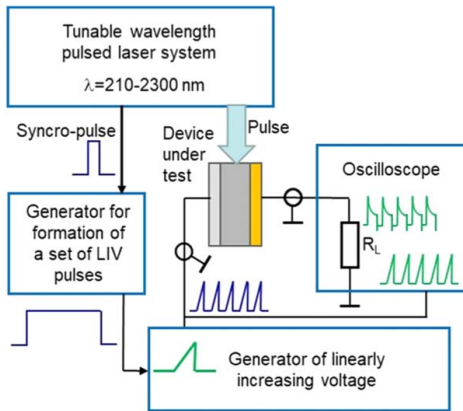 Tunable wavelength
pulsed laser system
λ=210-2300 nm
Syncro-pulse
Pulse
Device
under
test
Oscilloscope
Generator for
formation of
a set of LIV
pulses
R_L
Generator of linearly
increasing voltage